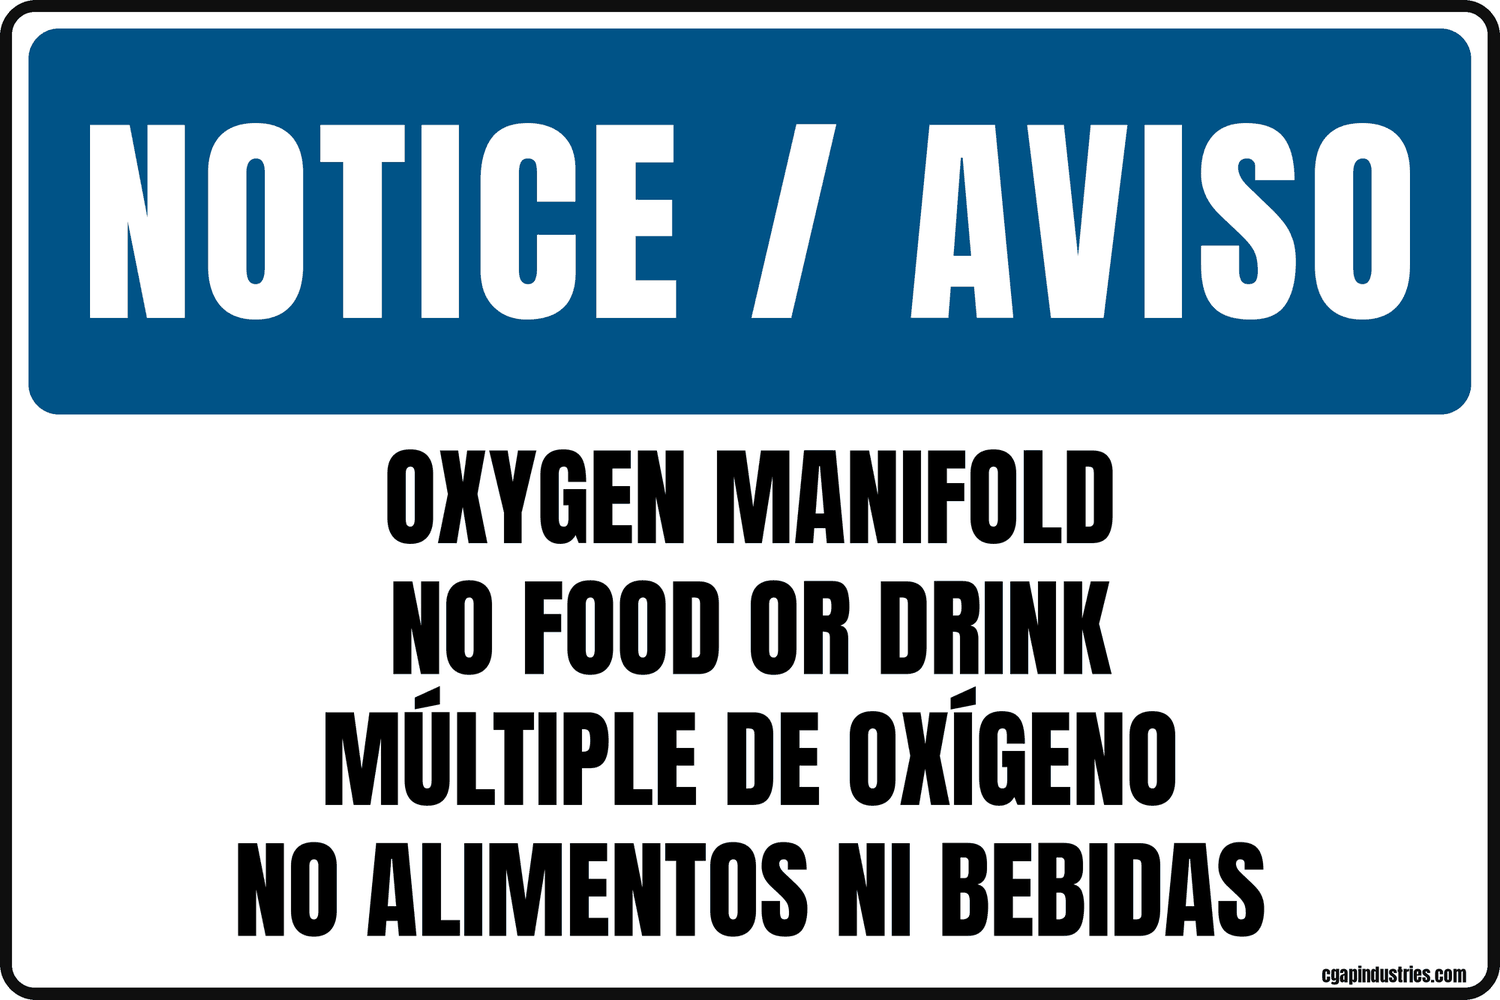 NOTICE / AVISO
OXYGEN MANIFOLD
NO FOOD OR DRINK
MÚLTIPLE DE OXÍGENO
NO ALIMENTOS NI BEBIDAS
cgapindustries.com